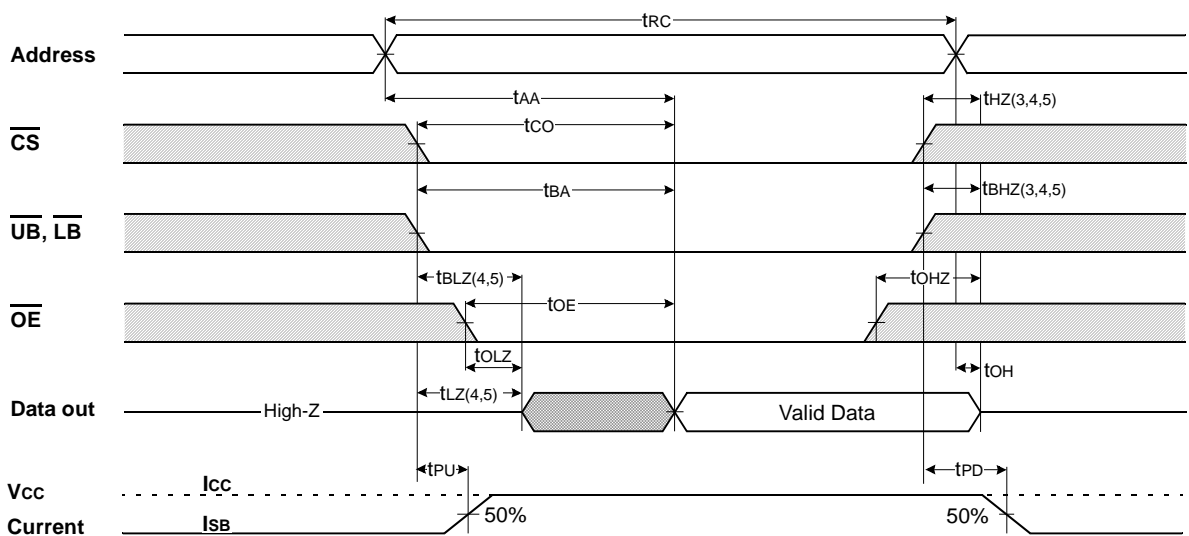 tRC
Address
tAA
tHZ(3,4,5)
CS
tCO
tBA
tBHZ(3,4,5)
UB, LB
tBLZ(4,5)
tOHZ
OE
tOE
tOLZ
tOH
tLZ(4,5)
Data out
High-Z
Valid Data
tPU
tPD
VCC
ICC
50%
50%
Current
ISB